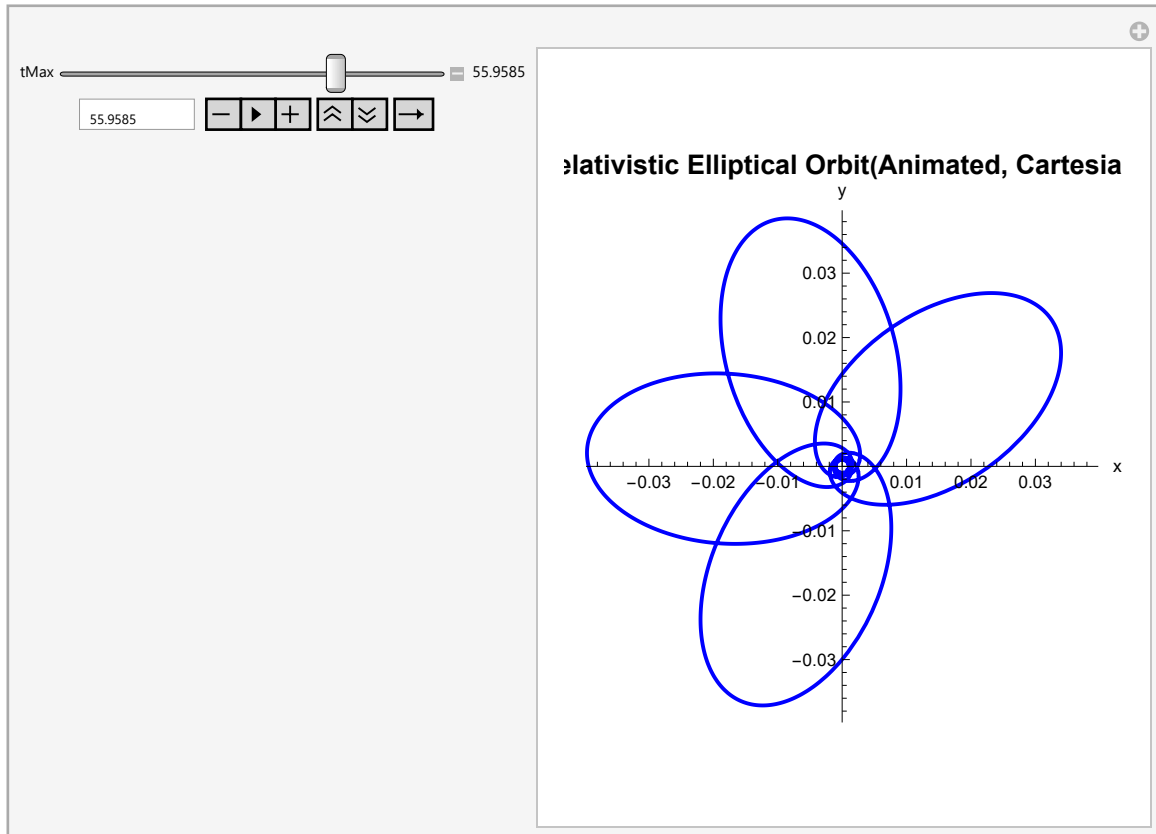 tMax 55.9585
55.9585
elativistic Elliptical Orbit(Animated, Cartesia
y
0.03
0.02
0.01
−0.03 −0.02 −0.01 0.01 0.02 0.03 x
−0.01
−0.02
−0.03